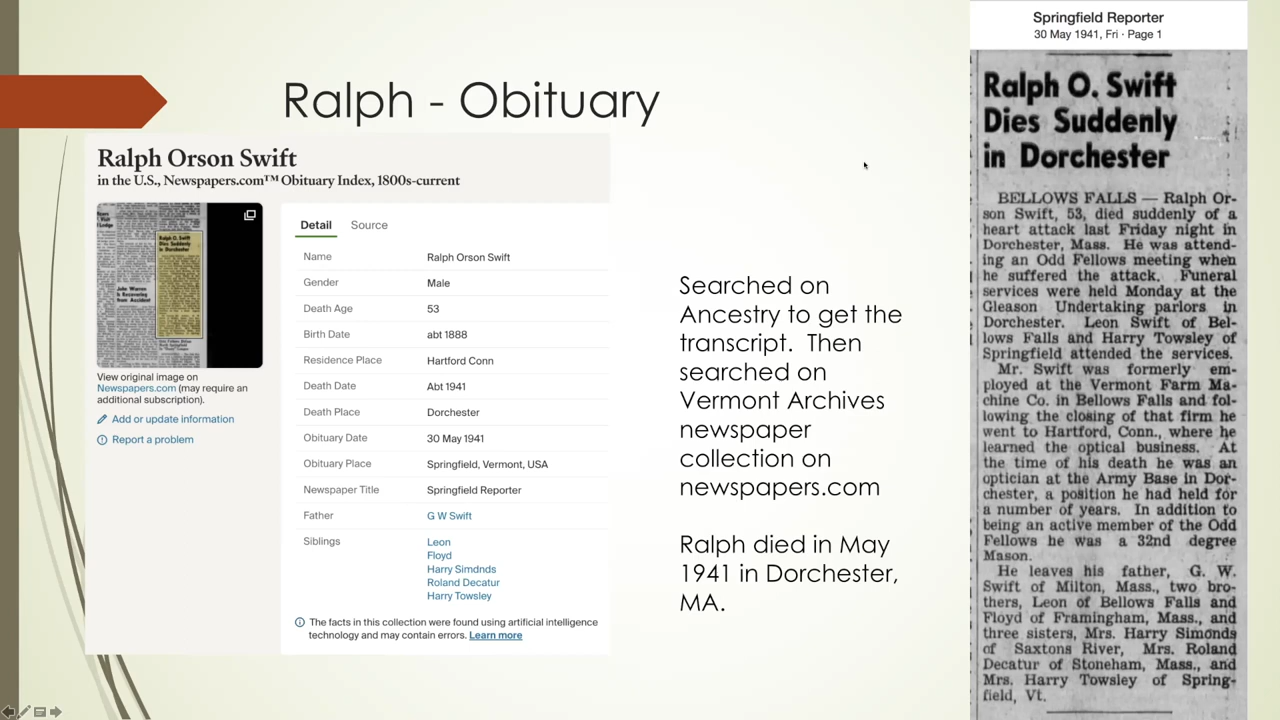 Ralph - Obituary
Ralph Orson Swift
in the U.S., Newspapers.com™ Obituary Index, 1800s-current
Ralph O. Swift
Dies Suddenly
in Dorchester
John Warren
is Recovering
from Accident
View original image on
Newspapers.com (may require an
additional subscription).
Add or update information
Report a problem
Detail Source
Name Ralph Orson Swift
Gender Male
Death Age 53
Birth Date abt 1888
Residence Place Hartford Conn
Death Date Abt 1941
Death Place Dorchester
Obituary Date 30 May 1941
Obituary Place Springfield, Vermont, USA
Newspaper Title Springfield Reporter
Father G W Swift
Siblings Leon
Floyd
Harry Simdnds
Roland Decatur
Harry Towsley
The facts in this collection were found using artificial intelligence
technology and may contain errors. Learn more
Searched on
Ancestry to get the
transcript. Then
searched on
Vermont Archives
newspaper
collection on
newspapers.com
Ralph died in May
1941 in Dorchester,
MA.
Springfield Reporter
30 May 1941, Fri · Page 1
Ralph O. Swift
Dies Suddenly
in Dorchester
BELLOWS FALLS — Ralph Or-
son Swift, 53, died suddenly of a
heart attack last Friday night in
Dorchester, Mass. He was attend-
ing an Odd Fellows meeting when
he suffered the attack. Funeral
services were held Monday at the
Gleason Undertaking parlors in
Dorchester. Leon Swift of Bel-
lows Falls and Harry Towsley of
Springfield attended the services.
Mr. Swift was formerly em-
ployed at the Vermont Farm Ma-
chine Co. in Bellows Falls and fol-
lowing the closing of that firm he
went to Hartford, Conn., where he
learned the optical business. At
the time of his death he was an
optician at the Army Base in Dor-
chester, a position he had held for
a number of years. In addition to
being an active member of the Odd
Fellows he was a 32nd degree
Mason.
He leaves his father, G. W.
Swift of Milton, Mass., two bro-
thers, Leon of Bellows Falls and
Floyd of Framingham, Mass., and
three sisters, Mrs. Harry Simonds
of Saxtons River, Mrs. Roland
Decatur of Stoneham, Mass., and
Mrs. Harry Towsley of Spring-
field, Vt.